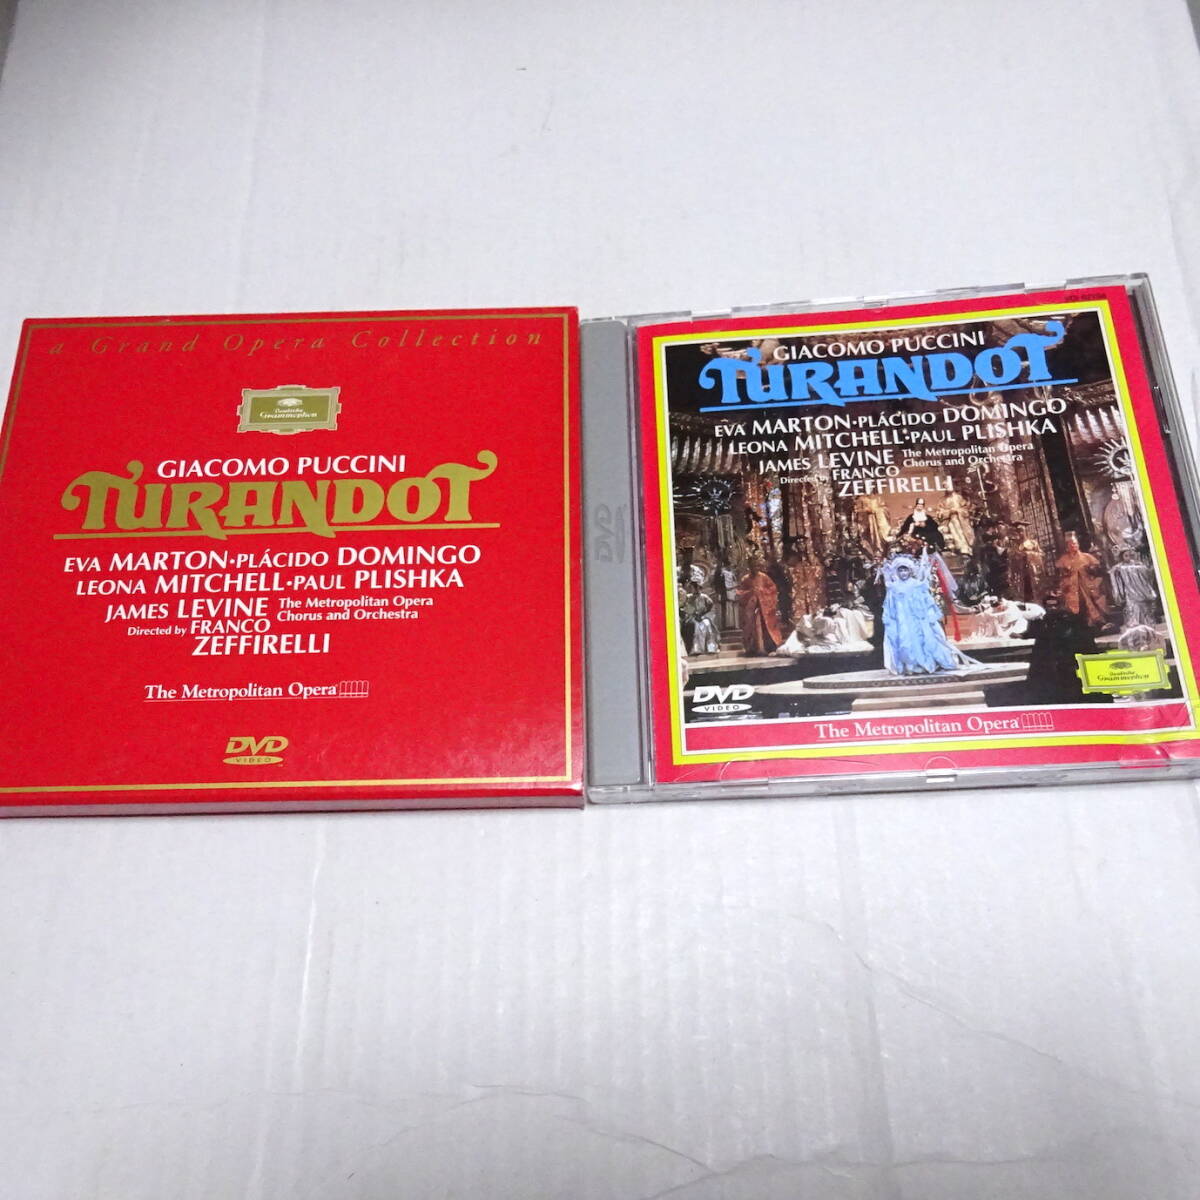 a Grand Opera Collection
Deutsche
Grammophon
GIACOMO PUCCINI
TURANDOT
EVA MARTON·PLÁCIDO DOMINGO
LEONA MITCHELL·PAUL PLISHKA
JAMES LEVINE The Metropolitan Opera
Chorus and Orchestra
Directed by FRANCO
ZEFFIRELLI
The Metropolitan Opera
DVD
VIDEO
DVD
GIACOMO PUCCINI
TURANDOT
EVA MARTON·PLÁCIDO DOMINGO
LEONA MITCHELL·PAUL PLISHKA
JAMES LEVINE The Metropolitan Opera
Chorus and Orchestra
Directed by FRANCO
ZEFFIRELLI
Deutsche
Grammophon
DVD
VIDEO
The Metropolitan Opera